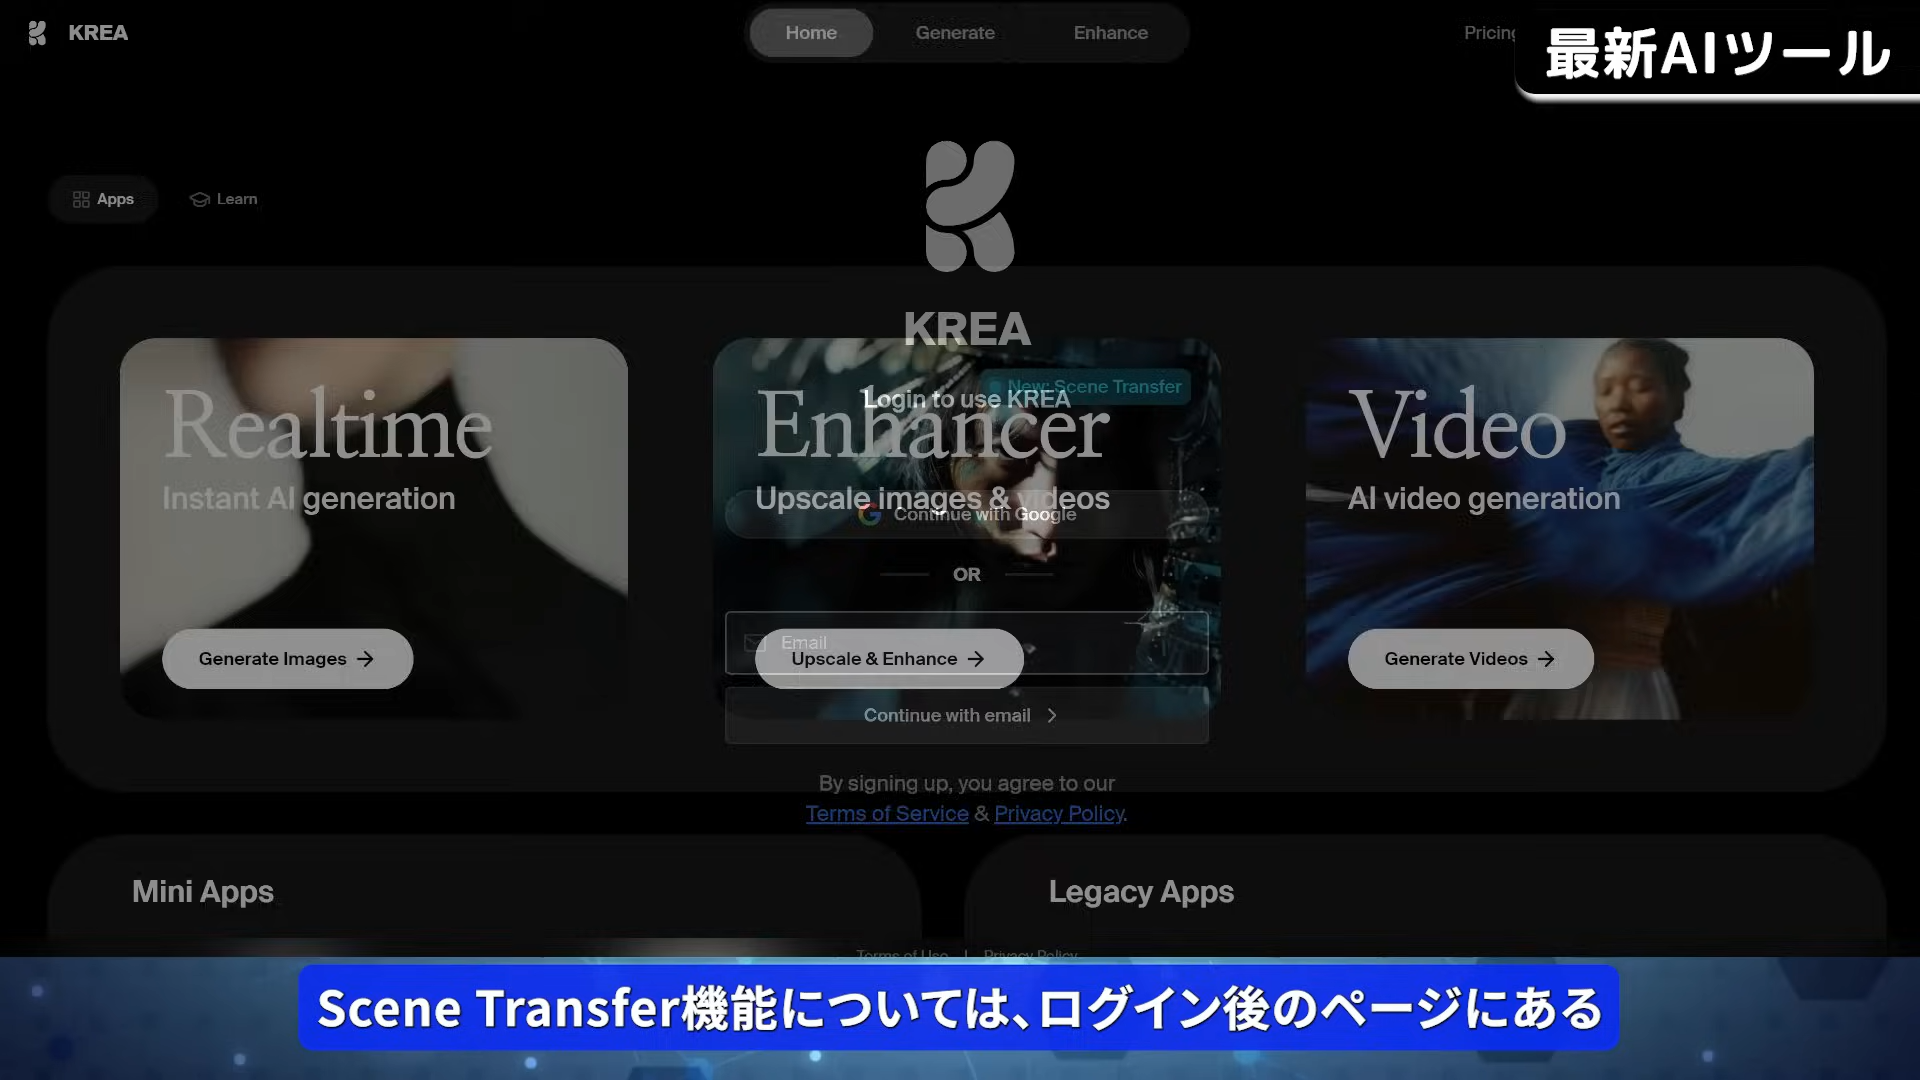 KREA
Home
Generate
Enhance
Pricing
最新AIツール
Apps
Learn
KREA
New: Scene Transfer
Login to use KREA
Realtime
Instant AI generation
Enhancer
Upscale images & videos
Video
AI video generation
Continue with Google
OR
Email
Generate Images
Upscale & Enhance
Generate Videos
Continue with email
By signing up, you agree to our
Terms of Service & Privacy Policy.
Mini Apps
Legacy Apps
Terms of Use | Privacy Policy
Scene Transfer機能については、ログイン後のページにある